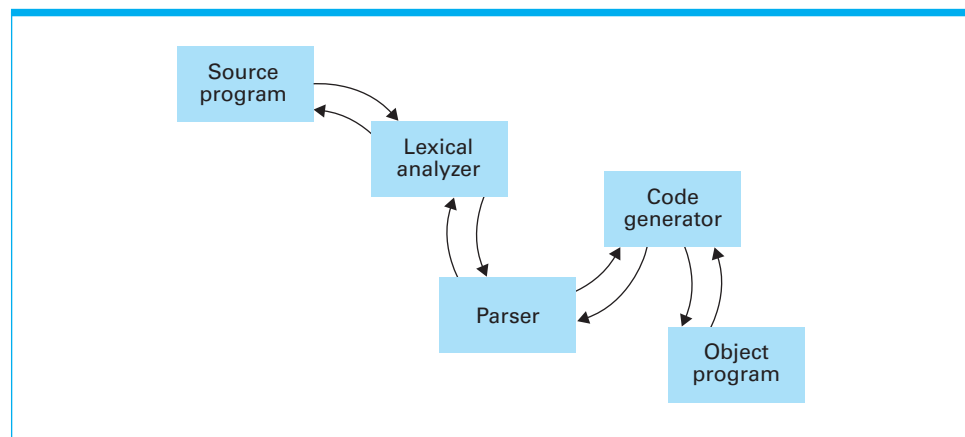 Source
program
Lexical
analyzer
Code
generator
Parser
Object
program